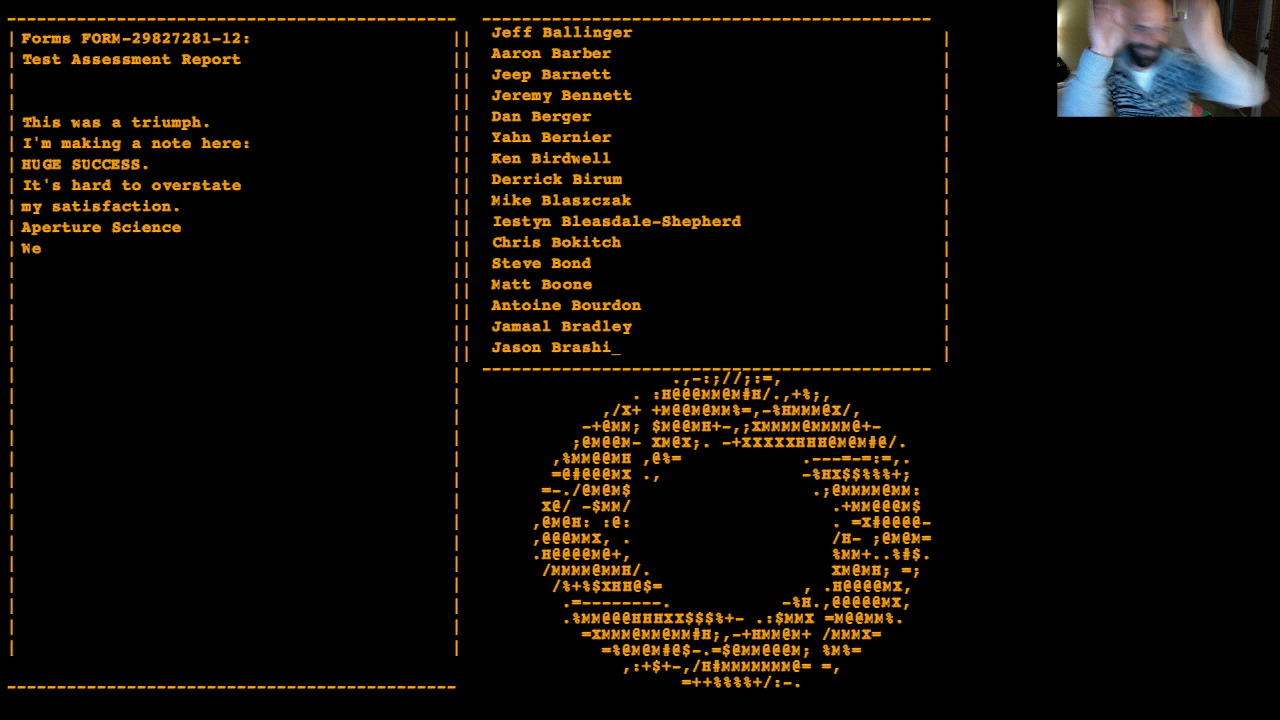 Forms FORM-29827281-12:
Test Assessment Report
This was a triumph.
I'm making a note here:
HUGE SUCCESS.
It's hard to overstate
my satisfaction.
Aperture Science
We
Jeff Ballinger
Aaron Barber
Jeep Barnett
Jeremy Bennett
Dan Berger
Yahn Bernier
Ken Birdwell
Derrick Birum
Mike Blaszczak
Iestyn Bleasdale-Shepherd
Chris Bokitch
Steve Bond
Matt Boone
Antoine Bourdon
Jamaal Bradley
Jason Brashi_